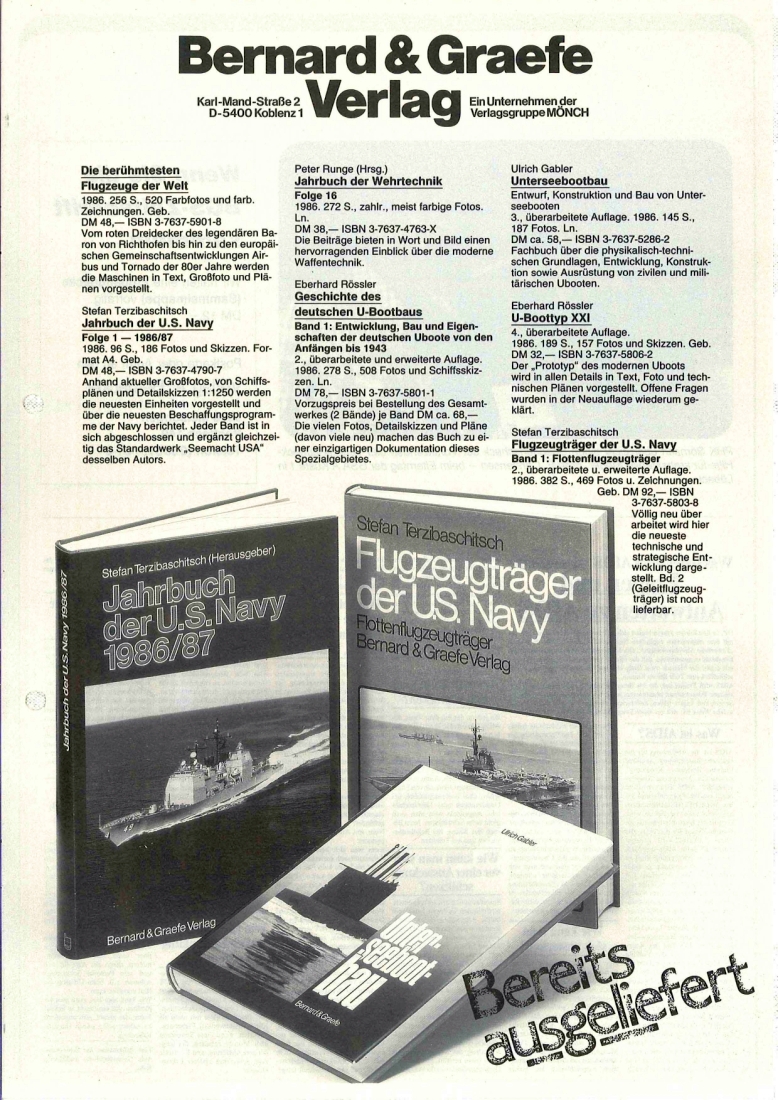 Bernard & Graefe
Karl-Mand-Straße 2
D-5400 Koblenz 1
Verlag
Ein Unternehmen der
Verlagsgruppe MÖNCH
Die berühmtesten
Flugzeuge der Welt
1986. 256 S., 520 Farbfotos und farb.
Zeichnungen. Geb.
DM 48,— ISBN 3-7637-5901-8
Vom roten Dreidecker des legendären Ba-
ron von Richthofen bis hin zu den europäi-
schen Gemeinschaftsentwicklungen Air-
bus und Tornado der 80er Jahre werden
die Maschinen in Text, Großfoto und Plä-
nen vorgestellt.
Stefan Terzibaschitsch
Jahrbuch der U.S. Navy
Folge 1 — 1986/87
1986. 96 S., 186 Fotos und Skizzen. For-
mat A4. Geb.
DM 48,— ISBN 3-7637-4790-7
Anhand aktueller Großfotos, von Schiffs-
plänen und Detailskizzen 1:1250 werden
die neuesten Einheiten vorgestellt und
über die neuesten Beschaffungsprogram-
me der Navy berichtet. Jeder Band ist in
sich abgeschlossen und ergänzt gleichzei-
tig das Standardwerk „Seemacht USA"
desselben Autors.
Peter Runge (Hrsg.)
Jahrbuch der Wehrtechnik
Folge 16
1986. 272 S., zahlr., meist farbige Fotos.
Ln.
DM 38,— ISBN 3-7637-4763-X
Die Beiträge bieten in Wort und Bild einen
hervorragenden Einblick über die moderne
Waffentechnik.
Eberhard Rössler
Geschichte des
deutschen U-Bootbaus
Band 1: Entwicklung, Bau und Eigen-
schaften der deutschen Uboote von den
Anfängen bis 1943
2., überarbeitete und erweiterte Auflage.
1986. 278 S., 508 Fotos und Schiffsskiz-
zen. Ln.
DM 78,— ISBN 3-7637-5801-1
Vorzugspreis bei Bestellung des Gesamt-
werkes (2 Bände) je Band DM ca. 68,—
Die vielen Fotos, Detailskizzen und Pläne
(davon viele neu) machen das Buch zu ei-
ner einzigartigen Dokumentation dieses
Spezialgebietes.
Ulrich Gabler
Unterseebootbau
Entwurf, Konstruktion und Bau von Unter-
seebooten
3., überarbeitete Auflage. 1986. 145 S.,
187 Fotos. Ln.
DM ca. 58,— ISBN 3-7637-5286-2
Fachbuch über die physikalisch-techni-
schen Grundlagen, Entwicklung, Konstruk-
tion sowie Ausrüstung von zivilen und mili-
tärischen Ubooten.
Eberhard Rössler
U-Boottyp XXI
4., überarbeitete Auflage.
1986. 189 S., 157 Fotos und Skizzen. Geb.
DM 32,— ISBN 3-7637-5806-2
Der „Prototyp" des modernen Uboots
wird in allen Details in Text, Foto und tech-
nischen Plänen vorgestellt. Offene Fragen
wurden in der Neuauflage wiederum ge-
klärt.
Stefan Terzibaschitsch
Flugzeugträger der U.S. Navy
Band 1: Flottenflugzeugträger
2., überarbeitete u. erweiterte Auflage.
1986. 382 S., 469 Fotos u. Zeichnungen.
Geb. DM 92,— ISBN
3-7637-5803-8
Völlig neu über
arbeitet wird hier
die neueste
technische und
strategische Ent-
wicklung darge-
stellt. Bd. 2
(Geleitflugzeug-
träger) ist noch
lieferbar.
Jahrbuch der U.S. Navy 1986/87
Stefan Terzibaschitsch (Herausgeber)
Jahrbuch
der U.S. Navy
1986/87
49
Bernard & Graefe Verlag
Stefan Terzibaschitsch
Flugzeugträger
der U.S. Navy
Flottenflugzeugträger
Bernard & Graefe Verlag
Ulrich Gabler
Unter-
seeboot-
bau
Bernard & Graefe
Bereits
ausgeliefert